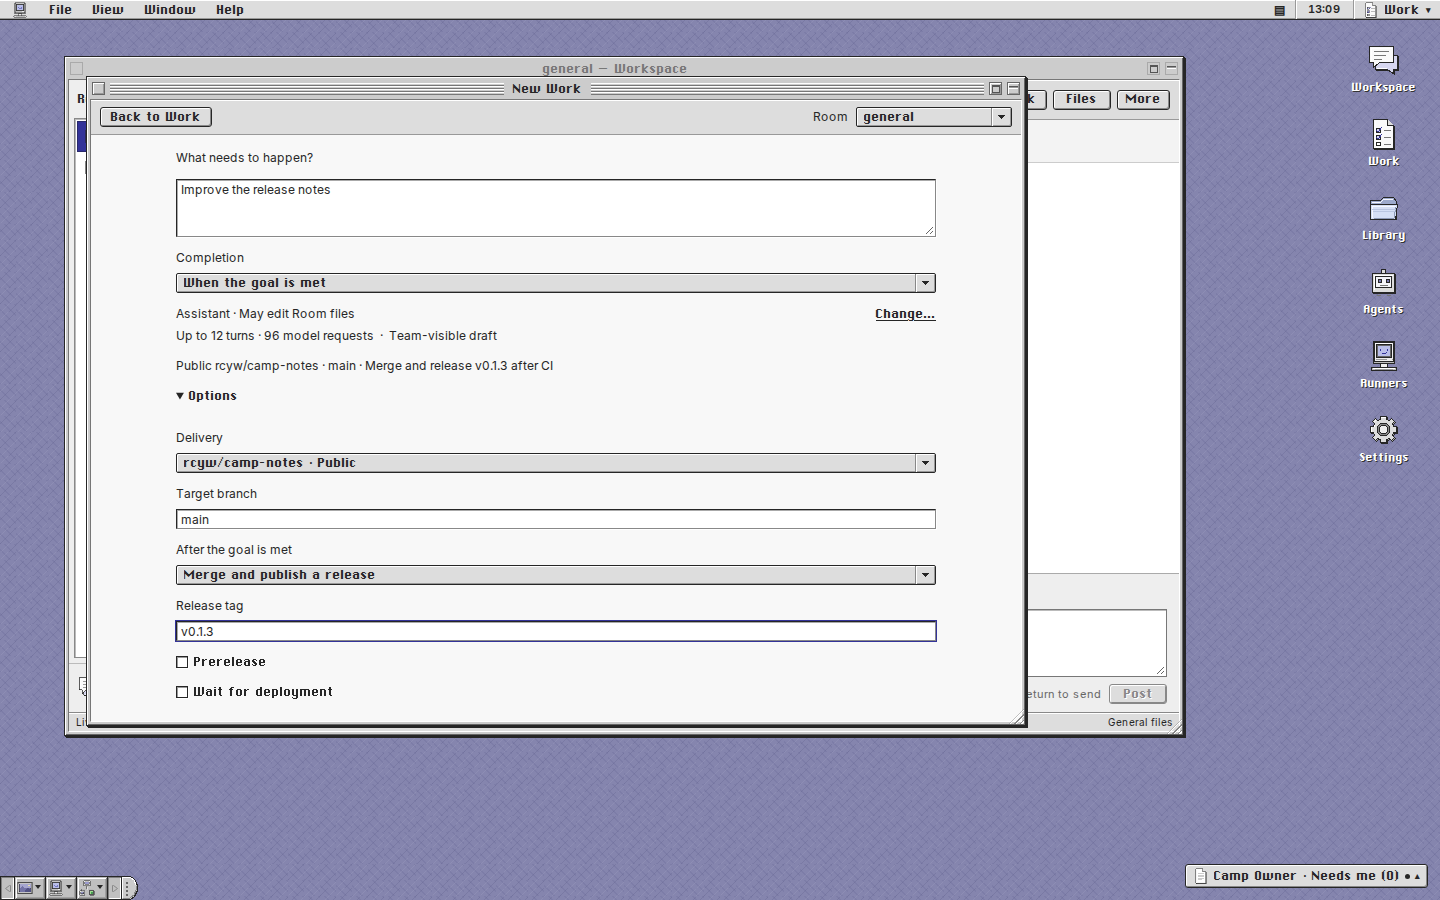 File View Window Help
13:09
Work
general — Workspace
New Work
Files
More
Back to Work
Room
general
What needs to happen?
Improve the release notes
Completion
When the goal is met
Assistant · May edit Room files
Change...
Up to 12 turns · 96 model requests · Team-visible draft
Public rcyw/camp-notes · main · Merge and release v0.1.3 after CI
Options
Delivery
rcyw/camp-notes · Public
Target branch
main
After the goal is met
Merge and publish a release
Release tag
v0.1.3
Prerelease
Wait for deployment
to send
Post
General files
Workspace
Work
Library
Agents
Runners
Settings
Camp Owner · Needs me (0)